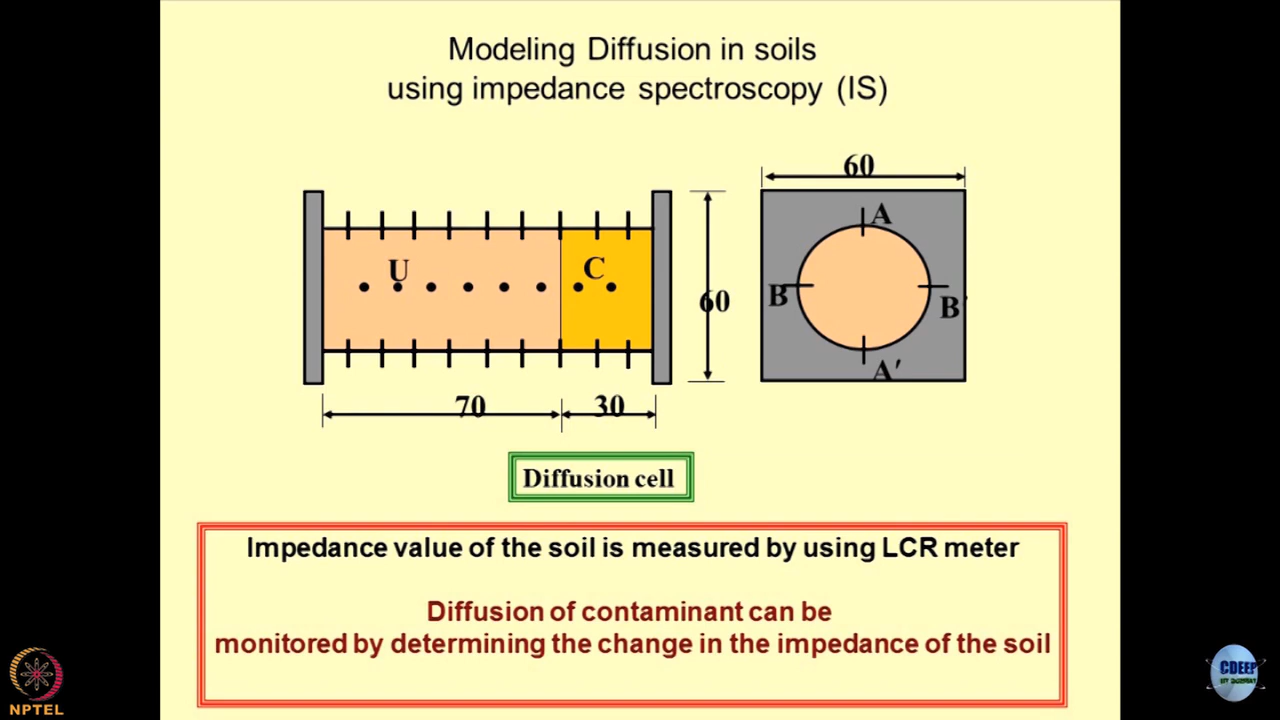 Modeling Diffusion in soils
using impedance spectroscopy (IS)
60
A
U
C
B
60
B'
A′
70
30
Diffusion cell
Impedance value of the soil is measured by using LCR meter
Diffusion of contaminant can be
monitored by determining the change in the impedance of the soil
NPTEL
CDEEP
IIT BOMBAY